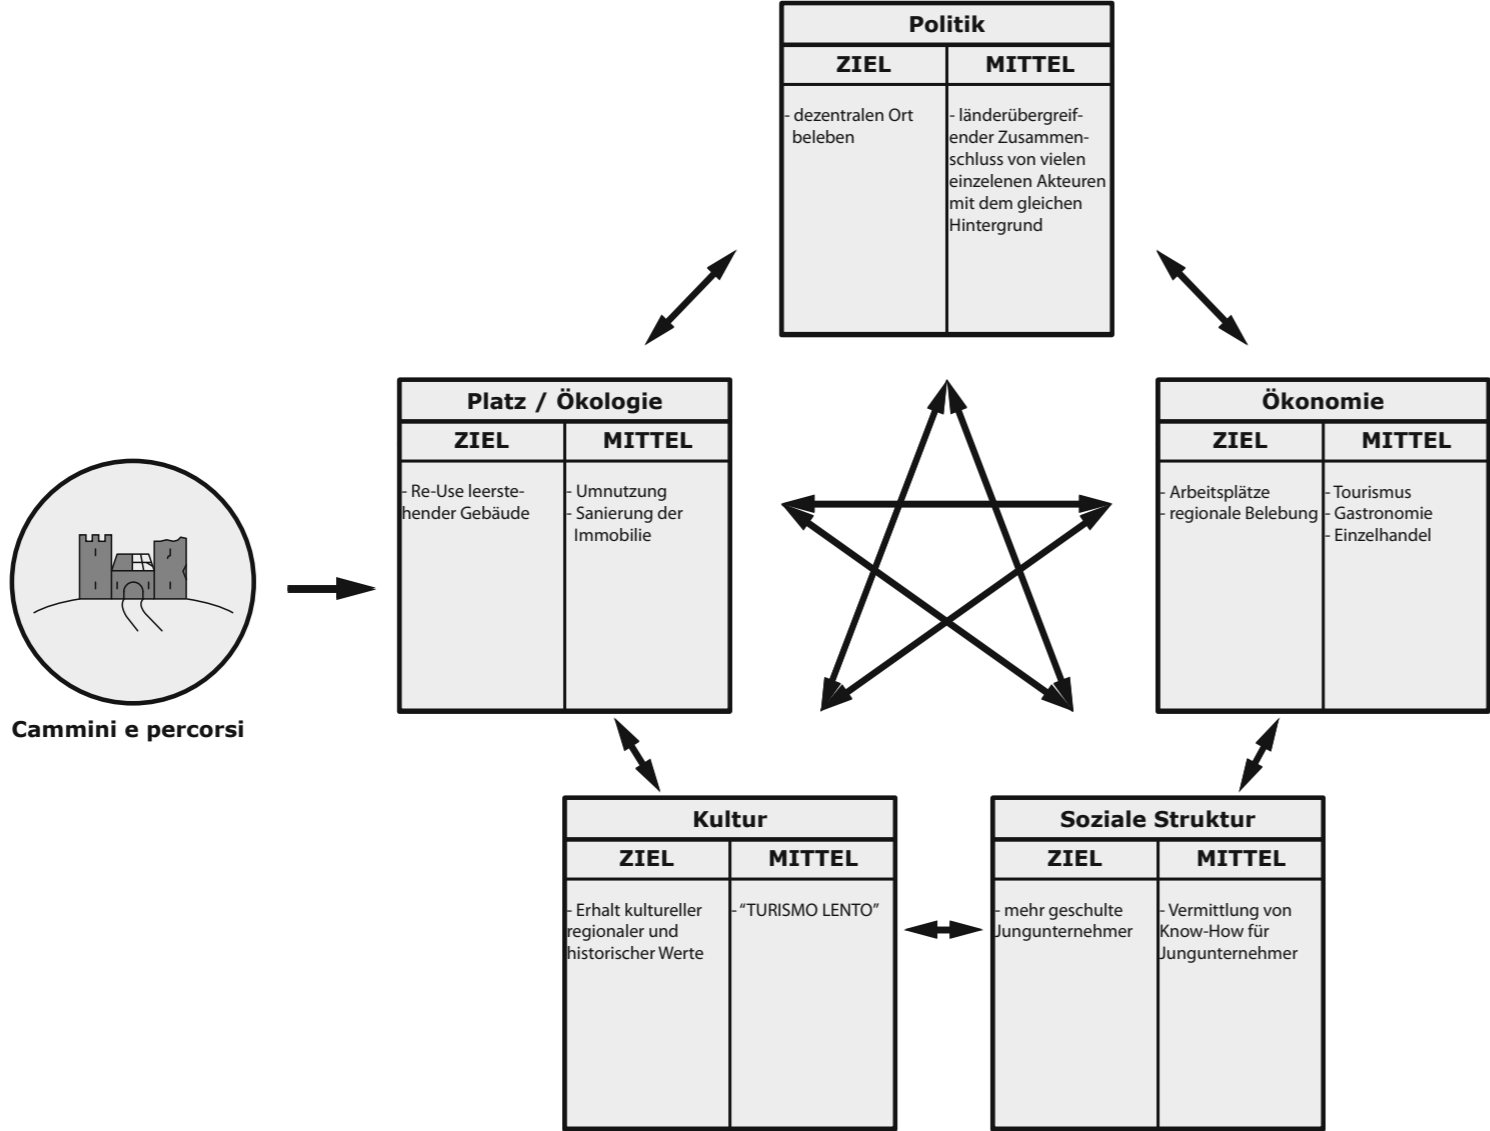 Politik
ZIEL
MITTEL
- dezentralen Ort
beleben
- länderübergreif-
ender Zusammen-
schluss von vielen
einzelenen Akteuren
mit dem gleichen
Hintergrund
Platz / Ökologie
ZIEL
MITTEL
- Re-Use leerste-
hender Gebäude
- Umnutzung
- Sanierung der
Immobilie
Ökonomie
ZIEL
MITTEL
- Arbeitsplätze
- regionale Belebung
- Tourismus
- Gastronomie
- Einzelhandel
Cammini e percorsi
Kultur
ZIEL
MITTEL
- Erhalt kultureller
regionaler und
historischer Werte
- “TURISMO LENTO”
Soziale Struktur
ZIEL
MITTEL
- mehr geschulte
Jungunternehmer
- Vermittlung von
Know-How für
Jungunternehmer